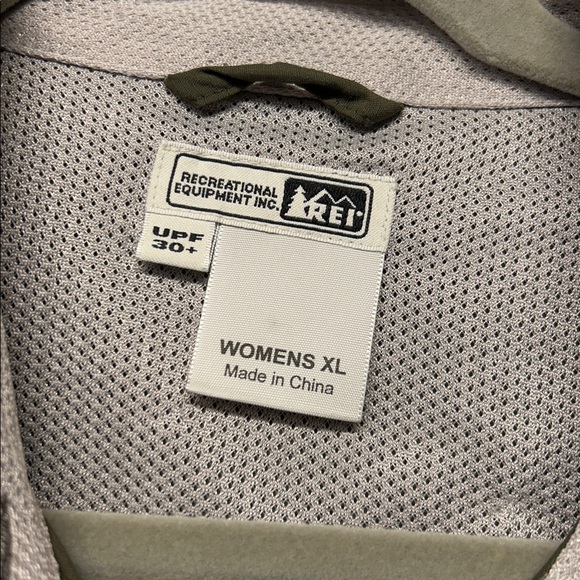 RECREATIONAL
EQUIPMENT INC.
REI®
UPF
30+
WOMENS XL
Made in China